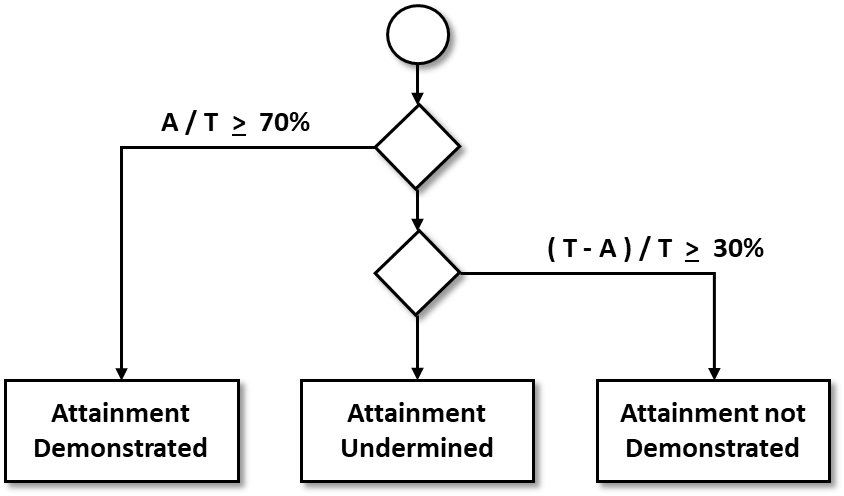 A / T ≥ 70%
( T - A ) / T ≥ 30%
Attainment
Demonstrated
Attainment
Undermined
Attainment not
Demonstrated